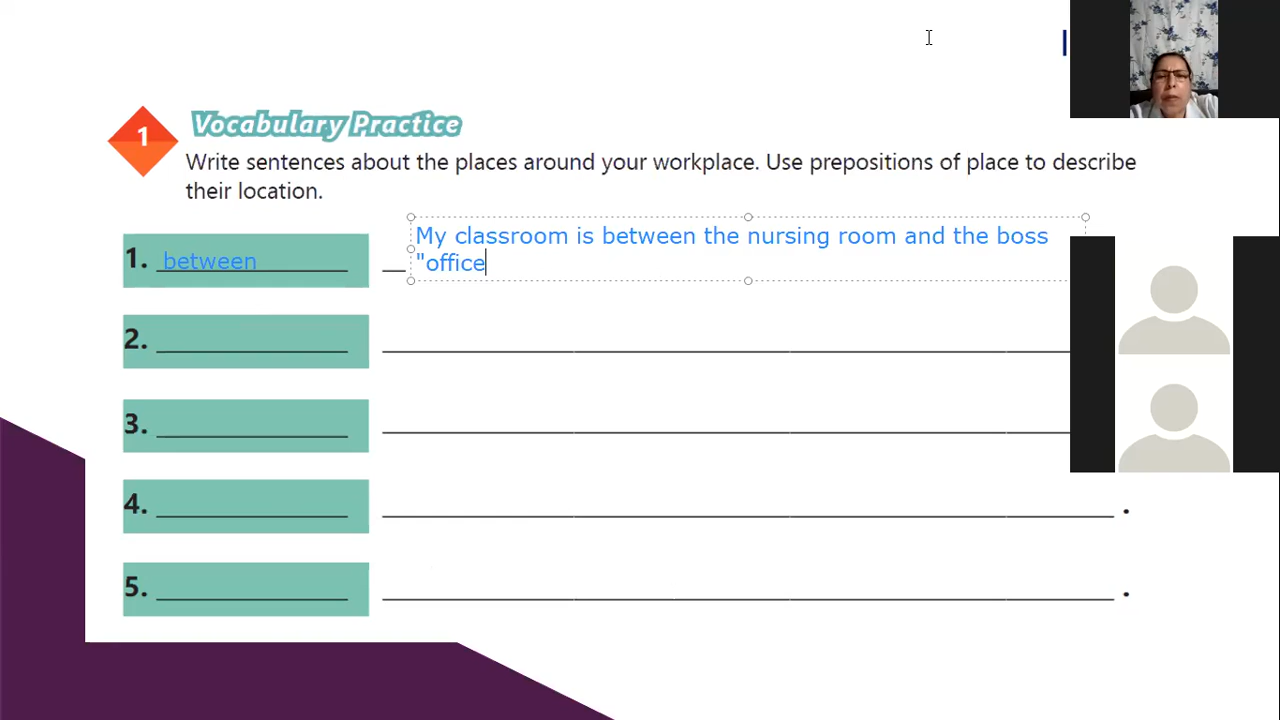 1
Vocabulary Practice
Write sentences about the places around your workplace. Use prepositions of place to describe
their location.
1. between
My classroom is between the nursing room and the boss
"office
2.
3.
4. .
5. .